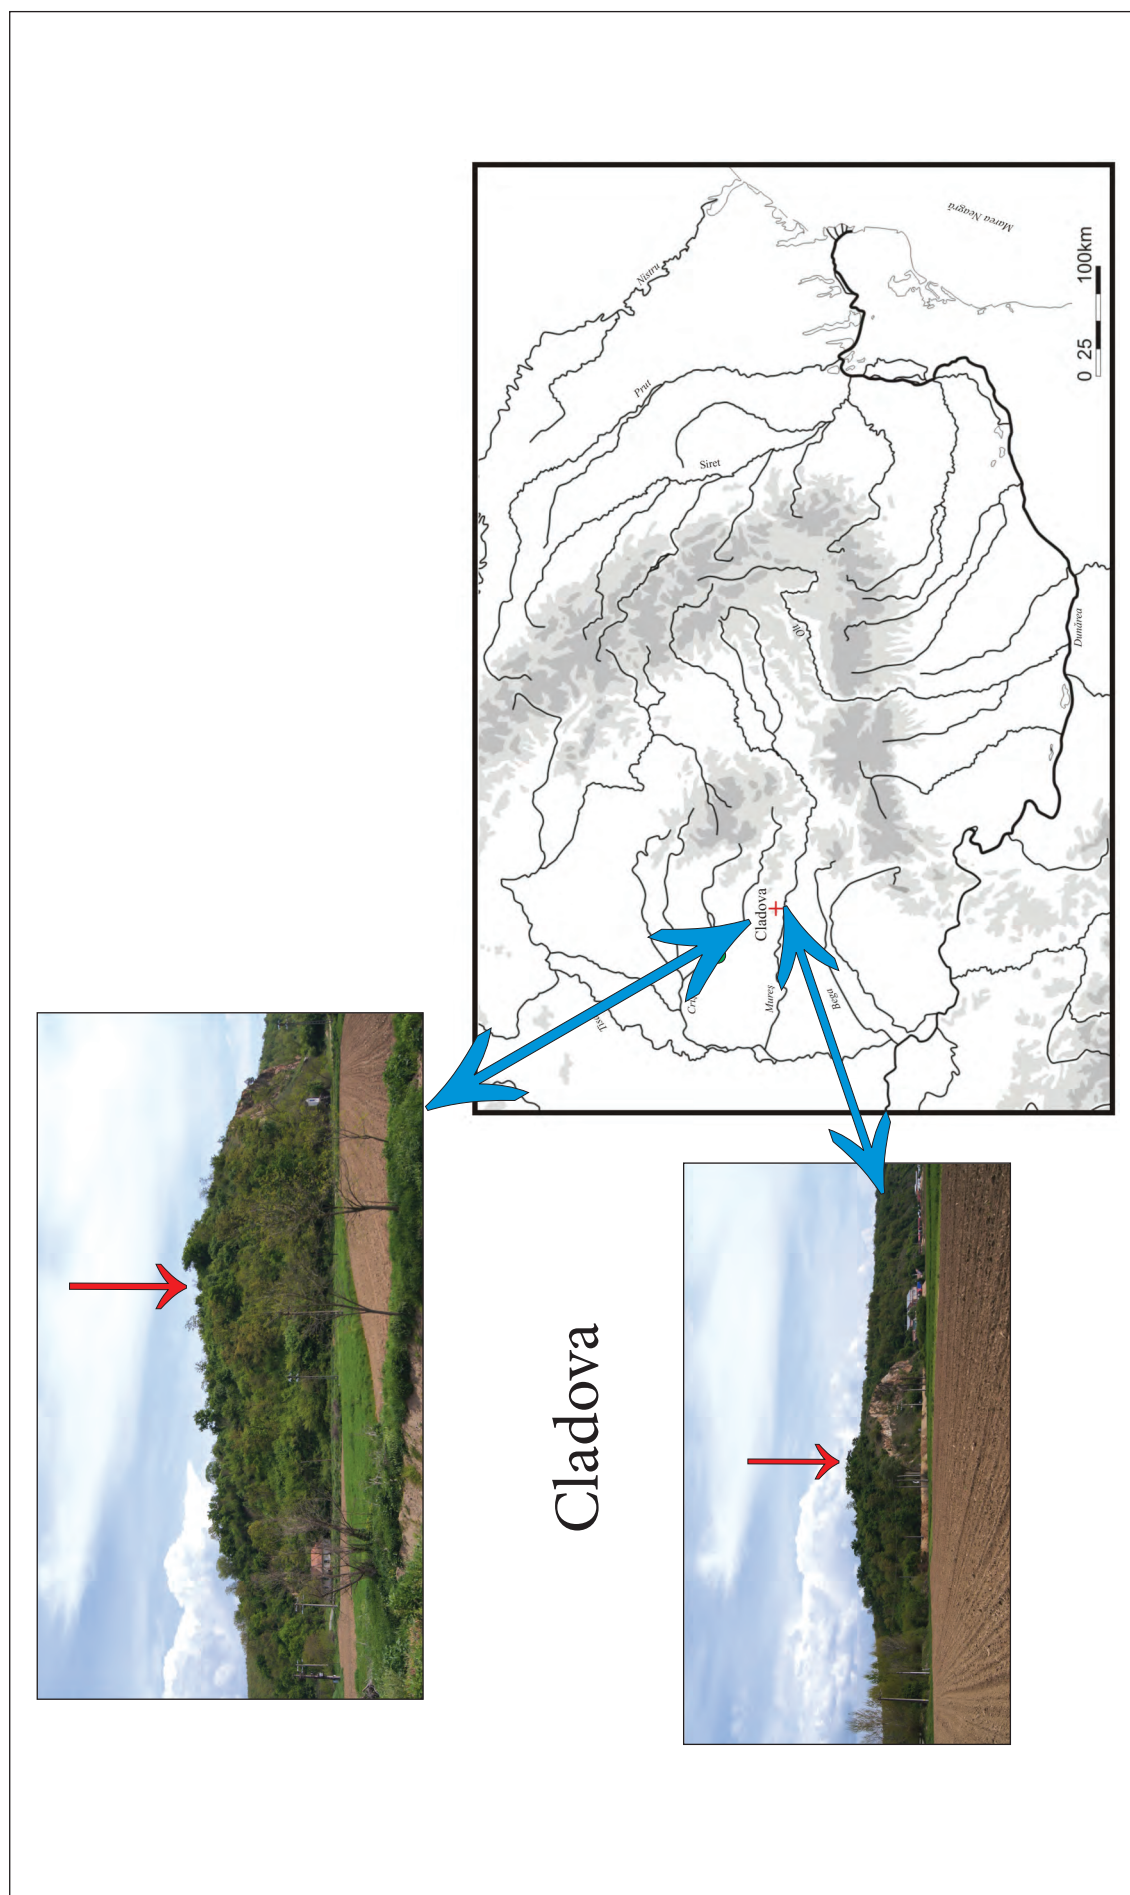 Nistru
Marea Neagră
Prut
0 25 100km
Siret
Olt
Dunărea
Cladova
Mureş
Bega
Cladova